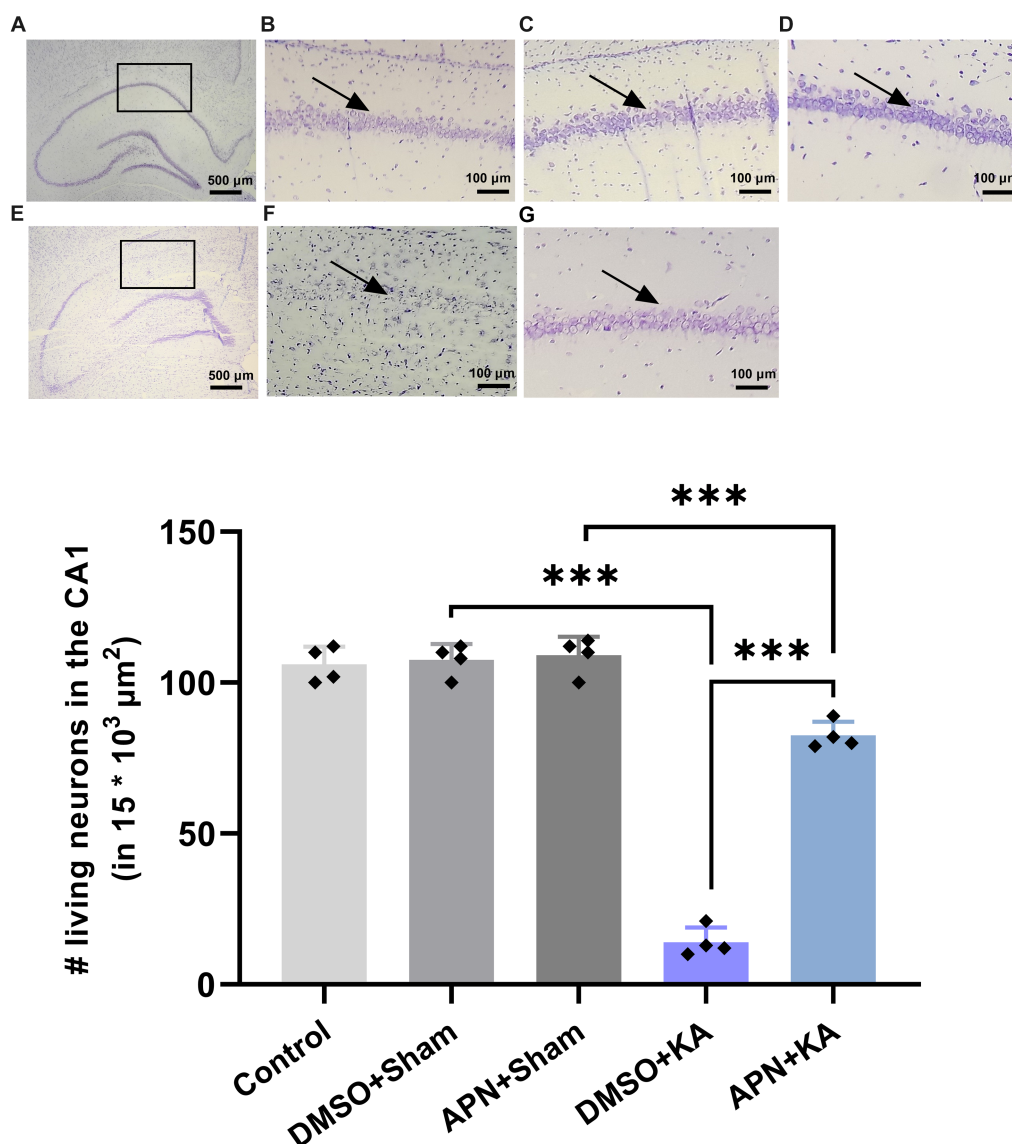 A
B
C
D
500 µm
100 µm
100 µm
100 µm
E
F
G
500 µm
100 µm
100 µm
***
***
***
# living neurons in the CA1
(in 15 * 10³ µm²)
150
100
50
0
Control
DMSO+Sham
APN+Sham
DMSO+KA
APN+KA